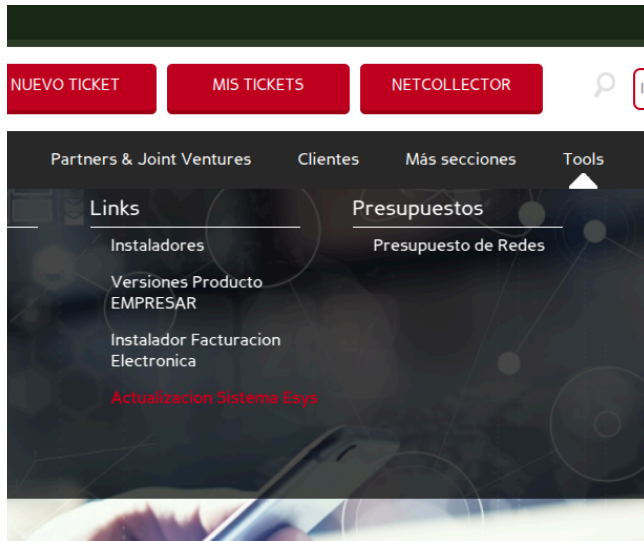 NUEVO TICKET
MIS TICKETS
NETCOLLECTOR
Partners & Joint Ventures
Clientes
Más secciones
Tools
Links
Instaladores
Versiones Producto
EMPRESAR
Instalador Facturacion
Electronica
Actualizacion Sistema Esys
Presupuestos
Presupuesto de Redes